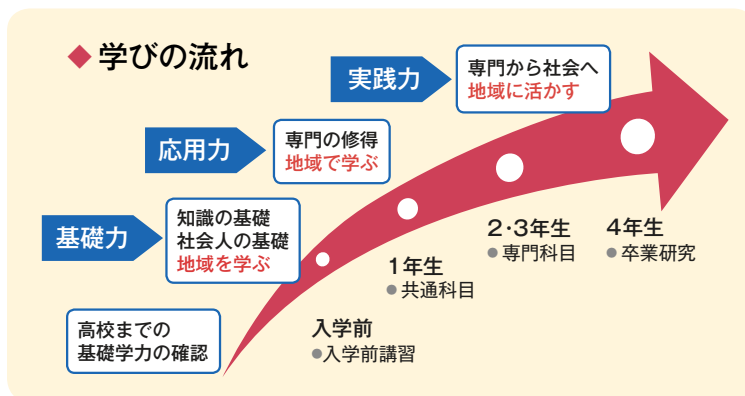 学びの流れ
実践力
専門から社会へ
地域に活かす
応用力
専門の修得
地域で学ぶ
基礎力
知識の基礎
社会人の基礎
地域を学ぶ
高校までの
基礎学力の確認
入学前
●入学前講習
1年生
●共通科目
2・3年生
●専門科目
4年生
●卒業研究